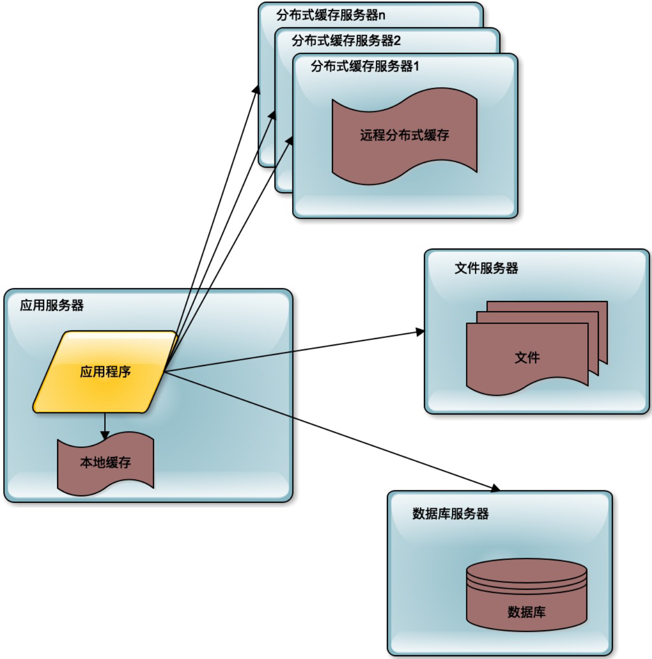 分布式缓存服务器n
分布式缓存服务器2
分布式缓存服务器1
远程分布式缓存
文件服务器
文件
应用服务器
应用程序
本地缓存
数据库服务器
数据库